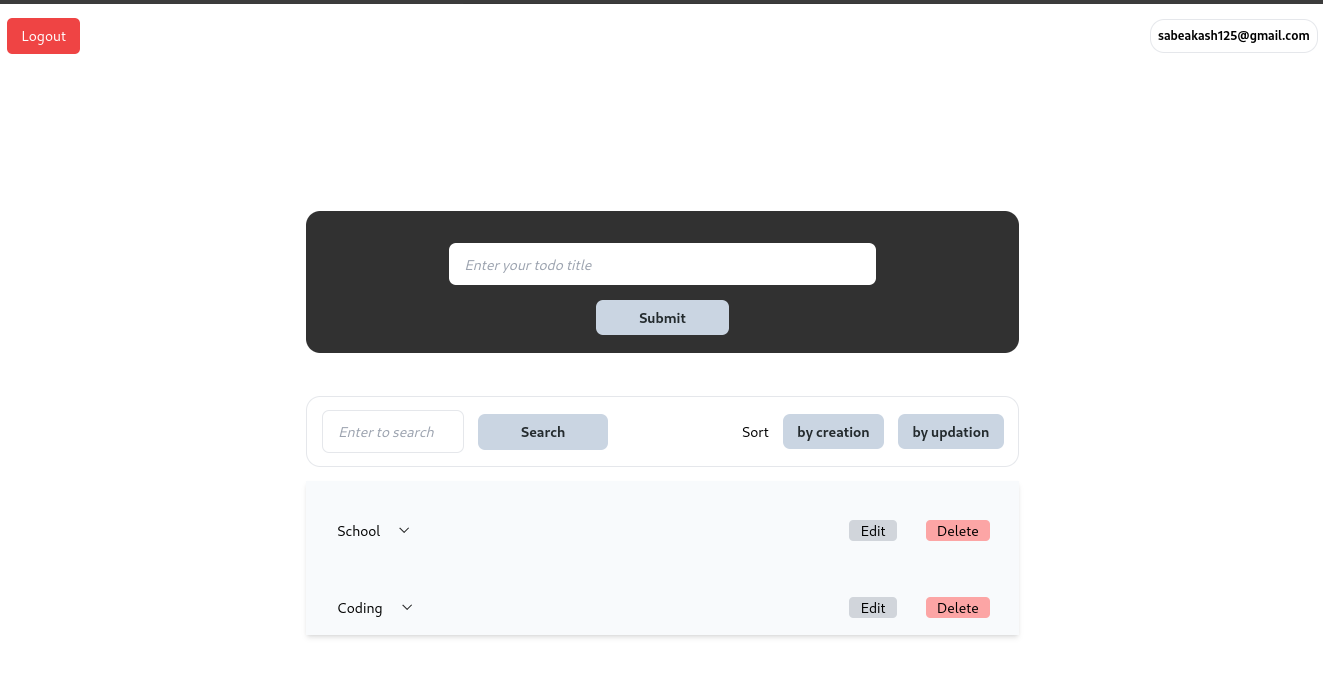 Logout
sabeakash125@gmail.com
Enter your todo title
Submit
Enter to search
Search
Sort
by creation
by updation
School
Edit
Delete
Coding
Edit
Delete